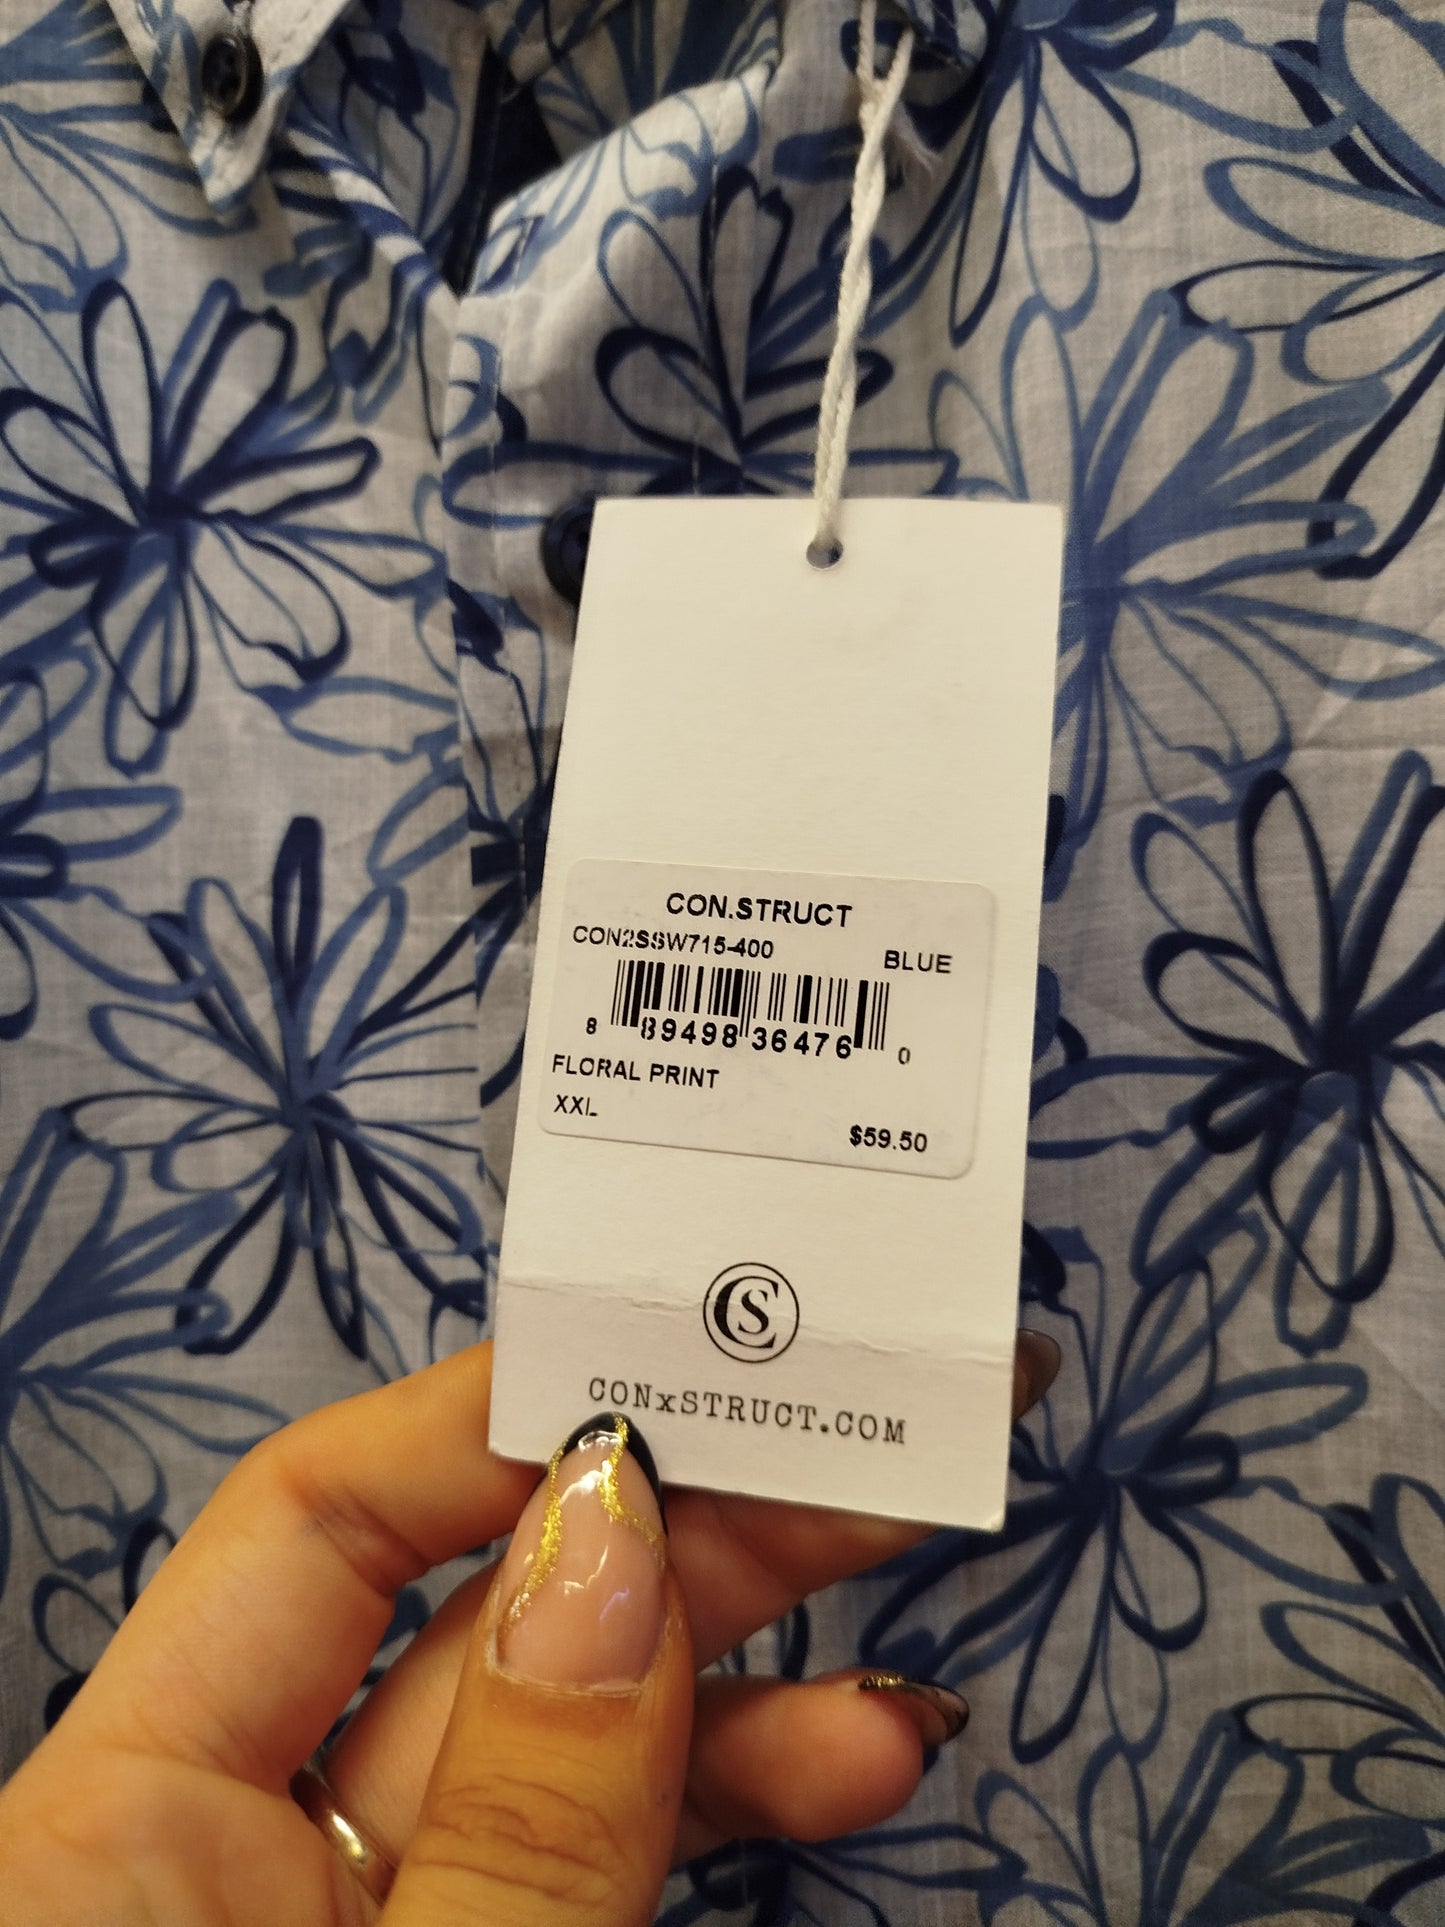 CON.STRUCT
CON2SSW715-400 BLUE
8 89498 36476 0
FLORAL PRINT
XXL
$59.50
CS
CONxSTRUCT.COM